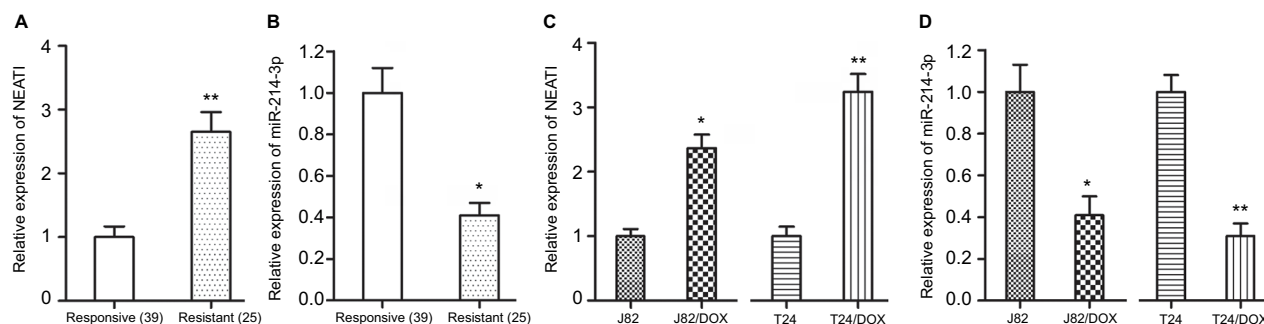 A
Relative expression of NEATI
4
3
2
1
0
**
Responsive (39) Resistant (25)
B
Relative expression of miR-214-3p
1.2
1.0
0.8
0.6
0.4
0.2
0.0
*
Responsive (39) Resistant (25)
C
Relative expression of NEATI
4
3
2
1
0
*
**
J82 J82/DOX T24 T24/DOX
D
Relative expression of miR-214-3p
1.2
1.0
0.8
0.6
0.4
0.2
0.0
*
**
J82 J82/DOX T24 T24/DOX